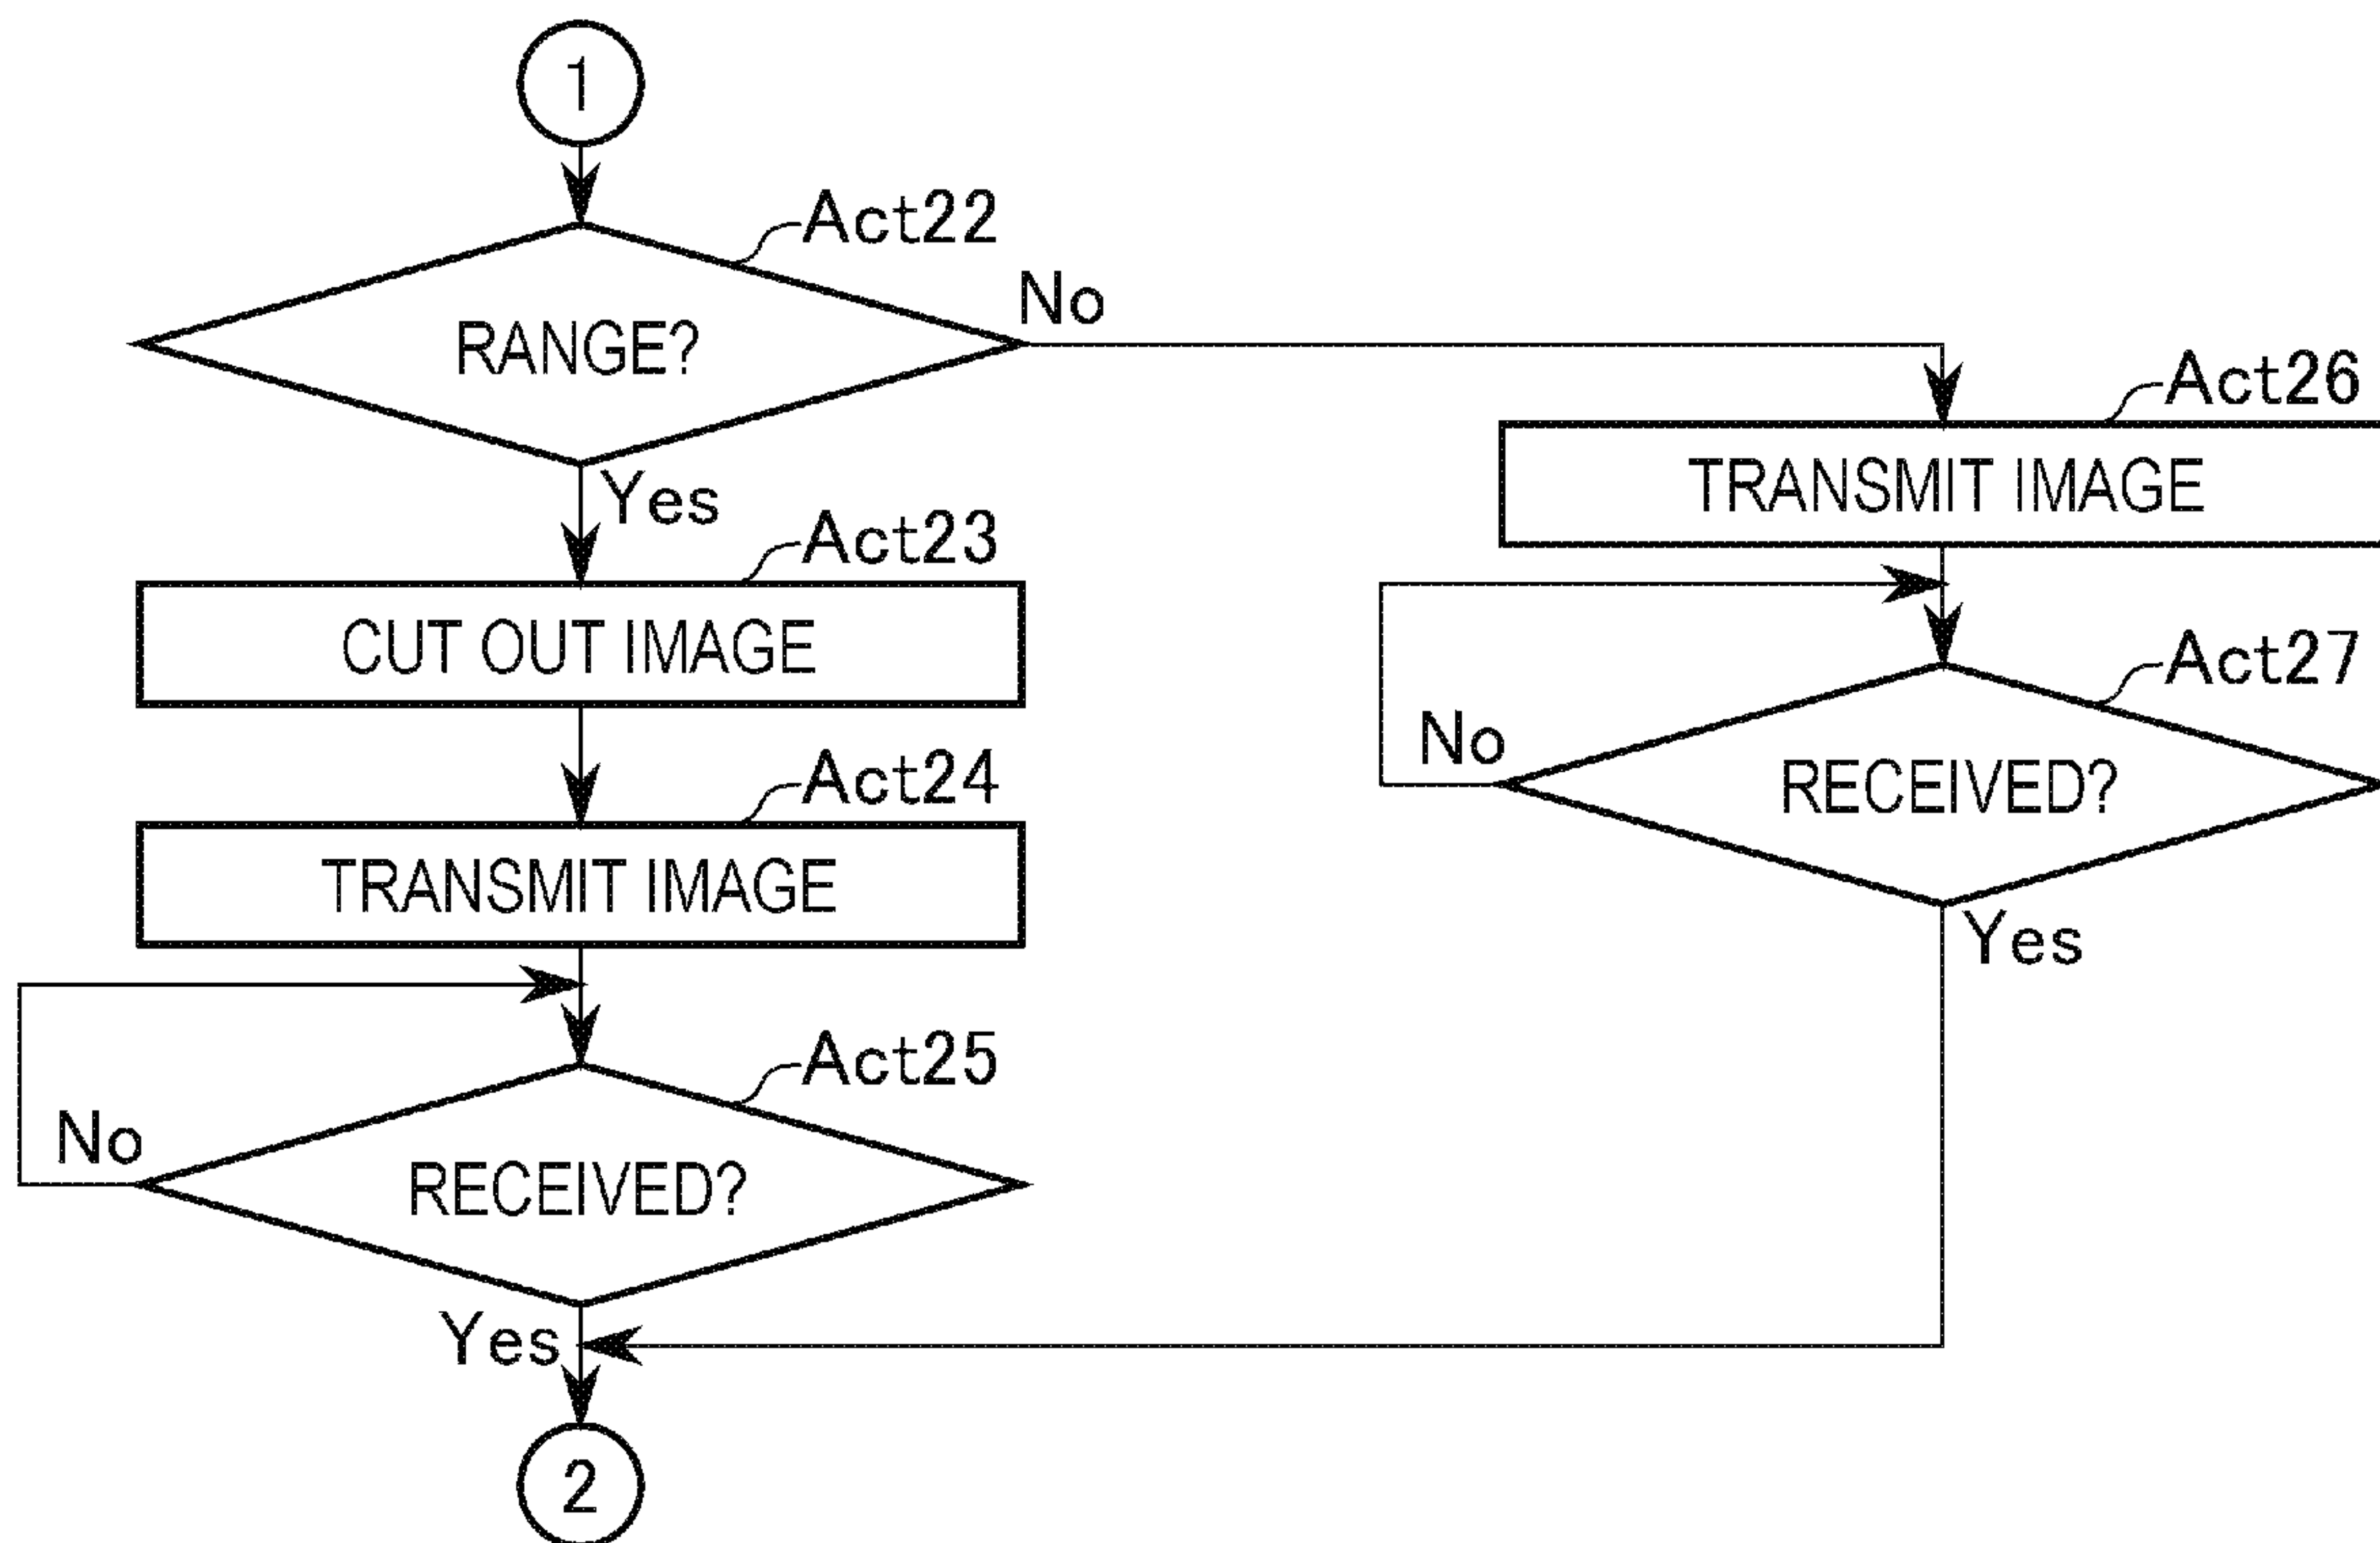 1
Act22
RANGE?
No
Yes
Act23
CUT OUT IMAGE
Act24
TRANSMIT IMAGE
Act25
No
RECEIVED?
Yes
2
Act26
TRANSMIT IMAGE
Act27
No
RECEIVED?
Yes